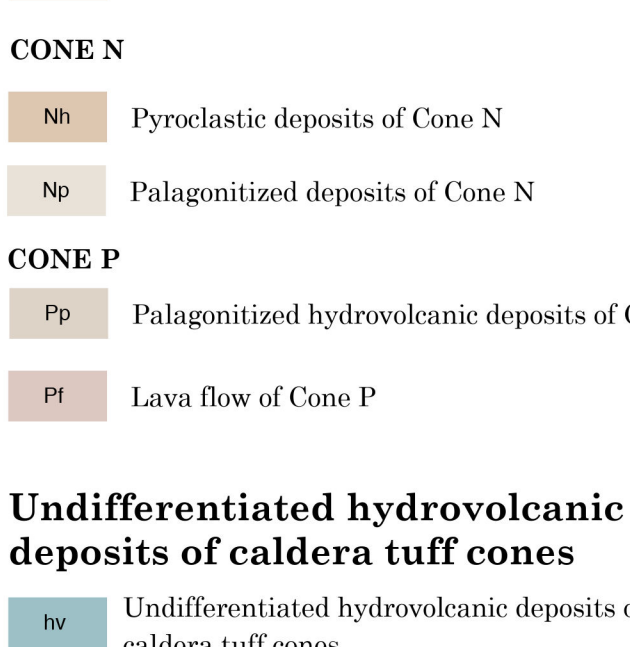 CONE N
Nh Pyroclastic deposits of Cone N
Np Palagonitized deposits of Cone N
CONE P
Pp Palagonitized hydrovolcanic deposits of
Pf Lava flow of Cone P
Undifferentiated hydrovolcanic
deposits of caldera tuff cones
hv Undifferentiated hydrovolcanic deposits
caldera tuff cones